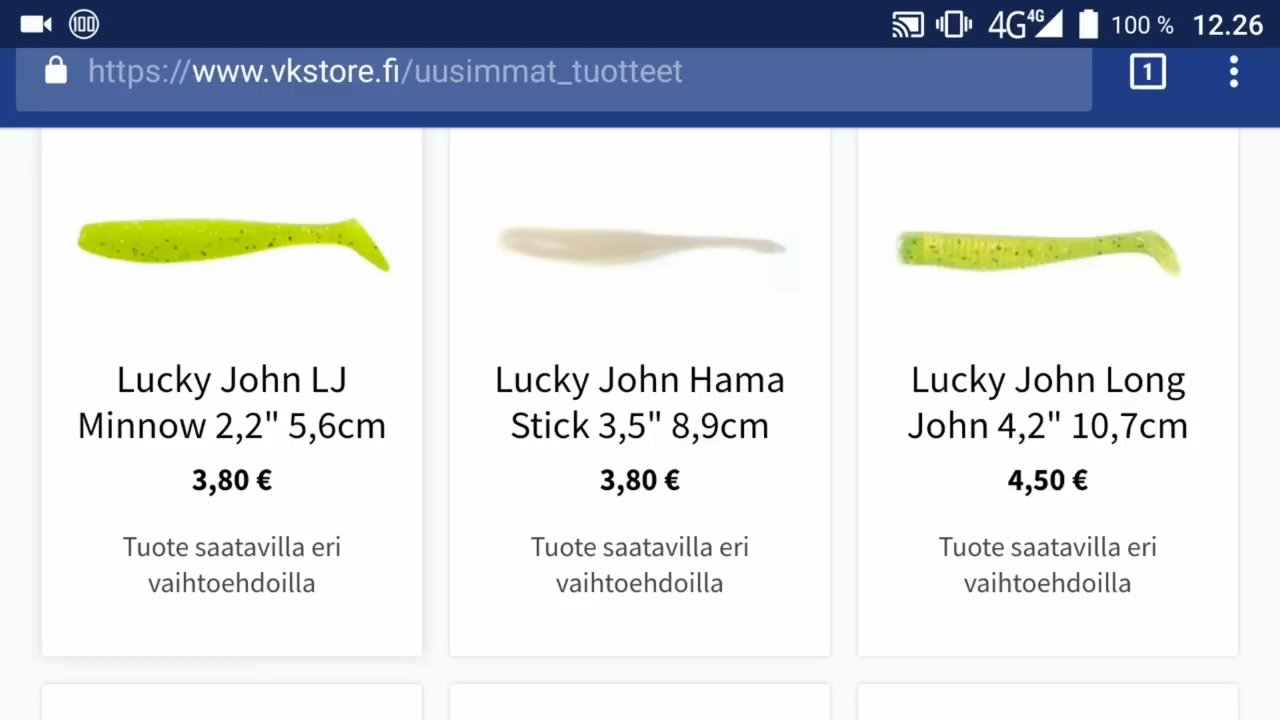 100 4G 4G 100 % 12.26
https://www.vkstore.fi/uusimmat_tuotteet 1
Lucky John LJ
Minnow 2,2" 5,6cm
3,80 €
Tuote saatavilla eri
vaihtoehdoilla
Lucky John Hama
Stick 3,5" 8,9cm
3,80 €
Tuote saatavilla eri
vaihtoehdoilla
Lucky John Long
John 4,2" 10,7cm
4,50 €
Tuote saatavilla eri
vaihtoehdoilla